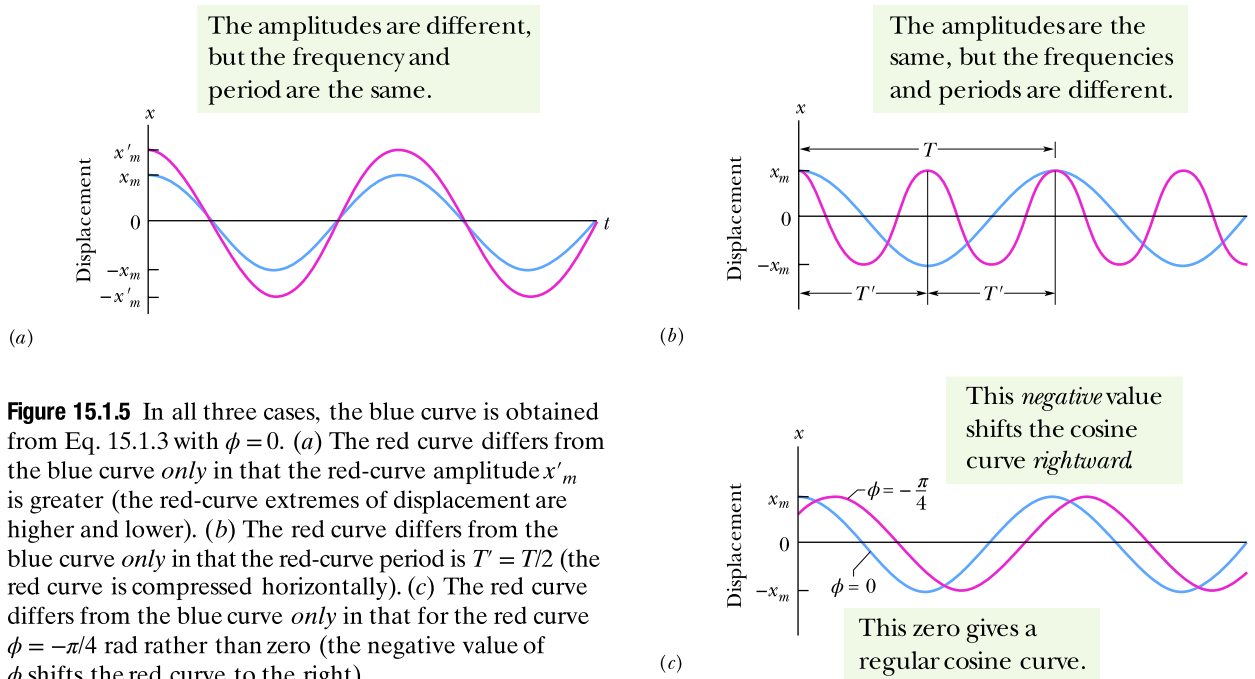 The amplitudes are different,
but the frequency and
period are the same.
x
x′m
xm
0
−xm
−x′m
Displacement
t
(a)
The amplitudes are the
same, but the frequencies
and periods are different.
x
T
xm
0
−xm
Displacement
T′
T′
(b)
Figure 15.1.5 In all three cases, the blue curve is obtained
from Eq. 15.1.3 with ϕ = 0. (a) The red curve differs from
the blue curve only in that the red-curve amplitude x′m
is greater (the red-curve extremes of displacement are
higher and lower). (b) The red curve differs from the
blue curve only in that the red-curve period is T′ = T/2 (the
red curve is compressed horizontally). (c) The red curve
differs from the blue curve only in that for the red curve
ϕ = −π/4 rad rather than zero (the negative value of
ϕ shifts the red curve to the right).
This negative value
shifts the cosine
curve rightward.
x
xm
0
−xm
Displacement
ϕ = − π/4
ϕ = 0
This zero gives a
regular cosine curve.
(c)